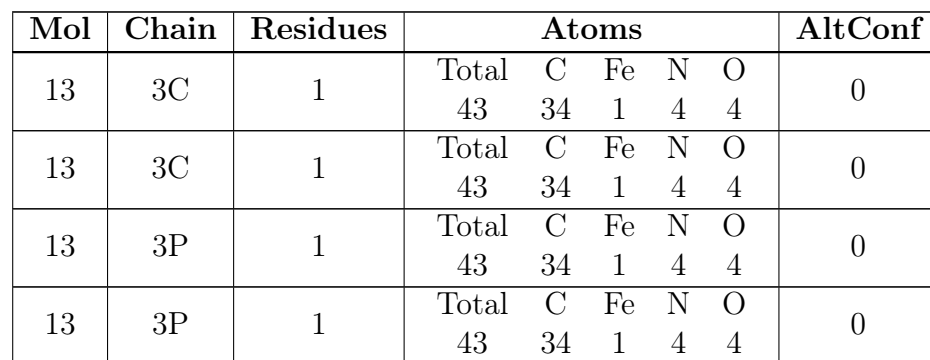 Mol Chain Residues Atoms AltConf
13 3C 1 Total C Fe N O 0
43 34 1 4 4
13 3C 1 Total C Fe N O 0
43 34 1 4 4
13 3P 1 Total C Fe N O 0
43 34 1 4 4
13 3P 1 Total C Fe N O 0
43 34 1 4 4